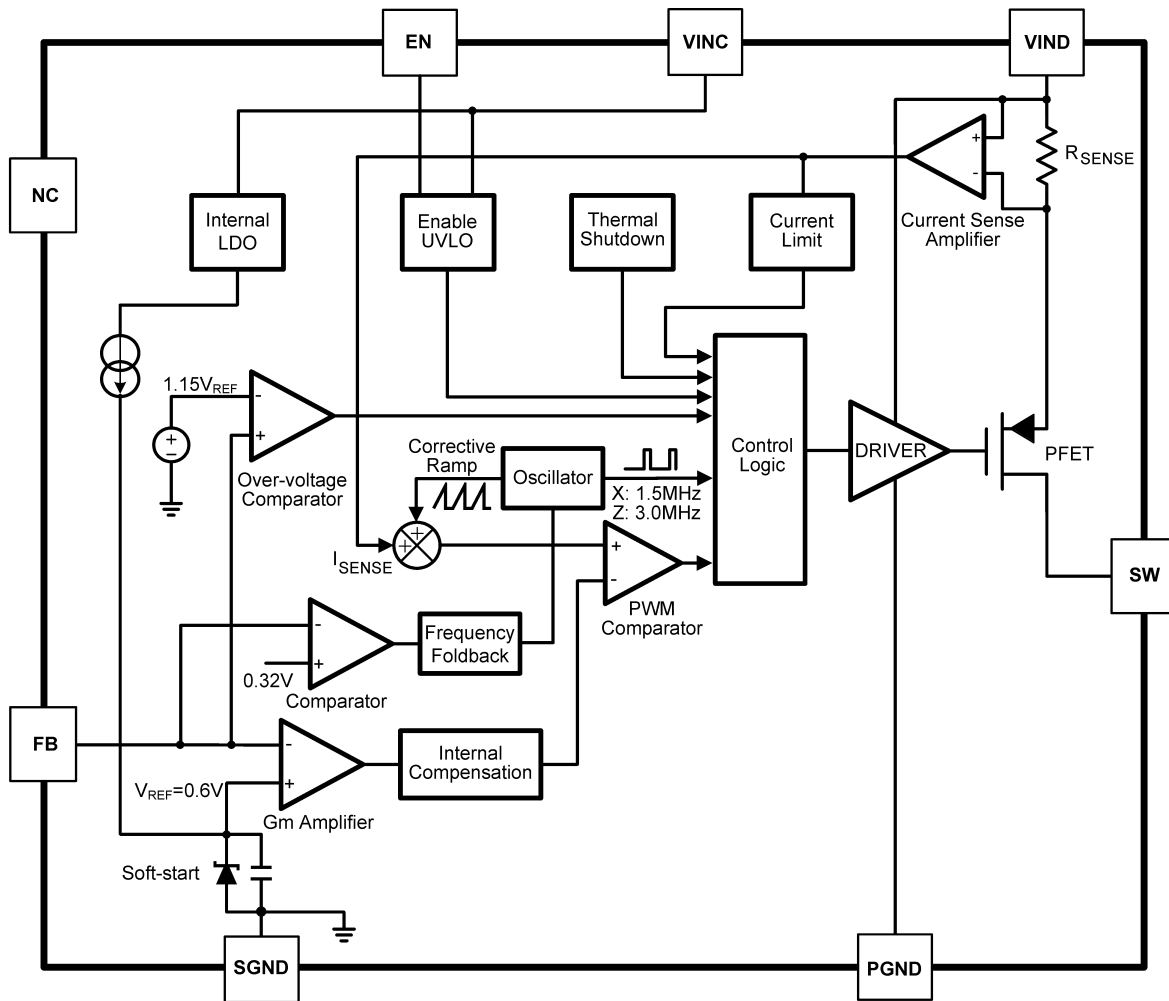 EN
VINC
VIND
NC
Internal
LDO
Enable
UVLO
Thermal
Shutdown
Current
Limit
+
-
Current Sense
Amplifier
RSENSE
1.15VREF
-
+
+
−
Over-voltage
Comparator
Corrective
Ramp
Oscillator
X: 1.5MHz
Z: 3.0MHz
Control
Logic
DRIVER
PFET
+
+
ISENSE
+
-
PWM
Comparator
SW
-
+
0.32V
Comparator
Frequency
Foldback
FB
-
+
VREF=0.6V
Gm Amplifier
Internal
Compensation
Soft-start
SGND
PGND